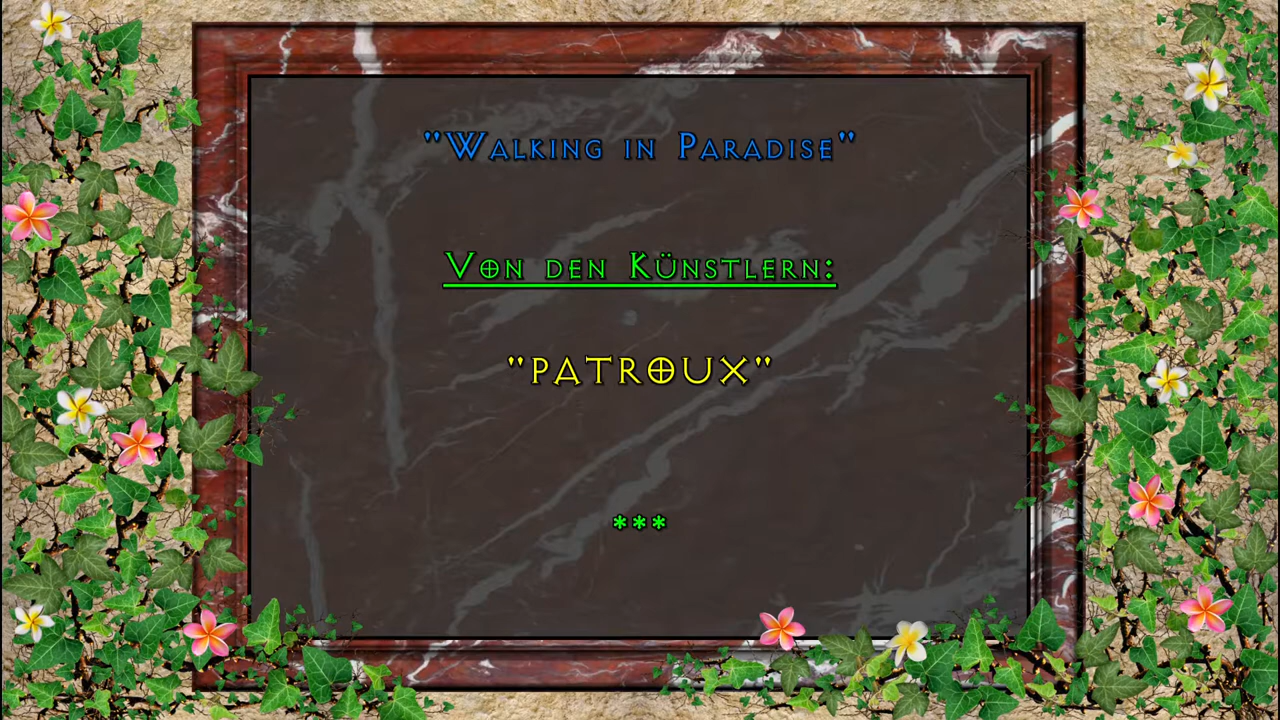 "Walking in Paradise"
Von den Künstlern:
"PATROUX"
***